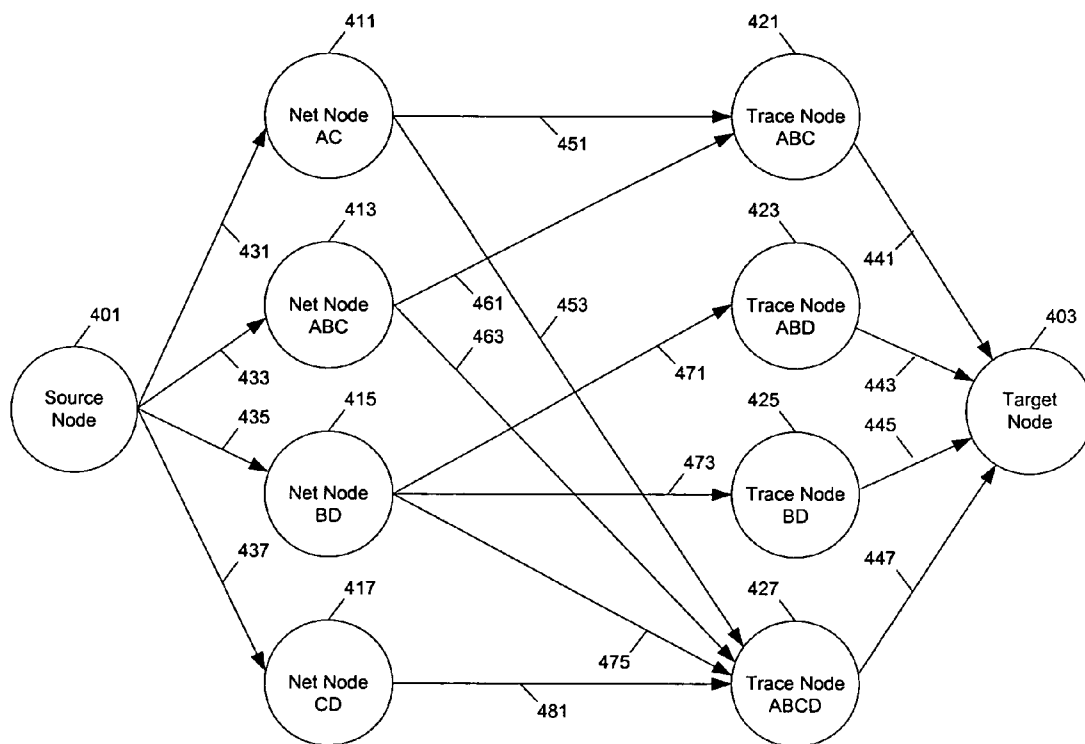 411
421
Net Node
AC
Trace Node
ABC
451
413
423
431
441
461
453
401
Net Node
ABC
463
Trace Node
ABD
403
433
471
443
Source
Node
435
415
425
445
Target
Node
473
Net Node
BD
Trace Node
BD
437
417
427
447
475
Net Node
CD
481
Trace Node
ABCD